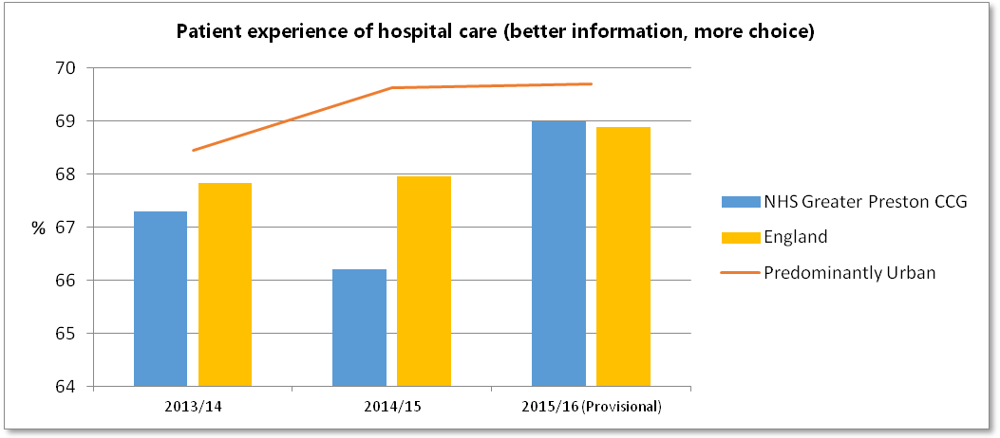 Patient experience of hospital care (better information, more choice)
70
69
68
67
66
65
64
%
2013/14
2014/15
2015/16 (Provisional)
NHS Greater Preston CCG
England
Predominantly Urban